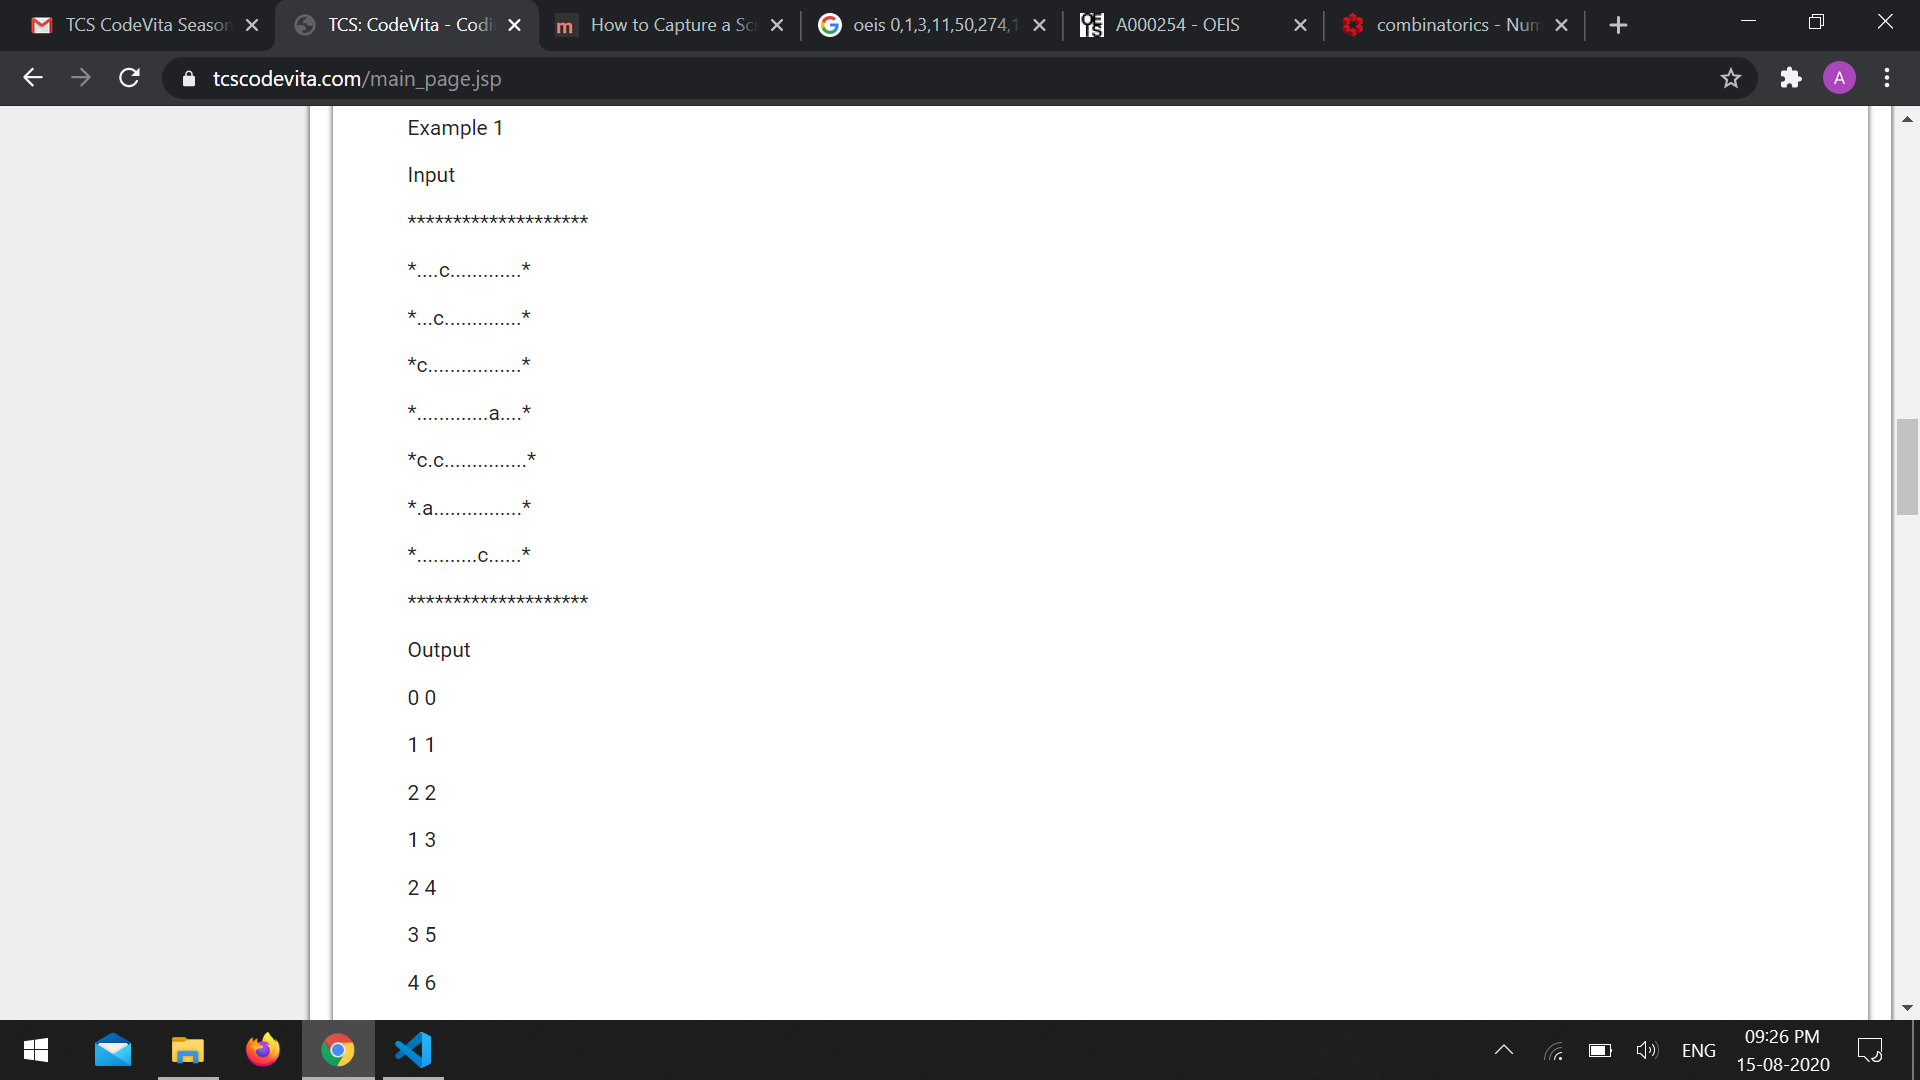 TCS CodeVita Season
TCS: CodeVita - Codi
How to Capture a Sc
oeis 0,1,3,11,50,274,1
A000254 - OEIS
combinatorics - Num
tcscodevita.com/main_page.jsp
A
Example 1
Input
********************
*....c.............*
*...c..............*
*c.................*
*.............a....*
*c.c...............*
*.a................*
*...........c......*
********************
Output
0 0
1 1
2 2
1 3
2 4
3 5
4 6
ENG
09:26 PM
15-08-2020